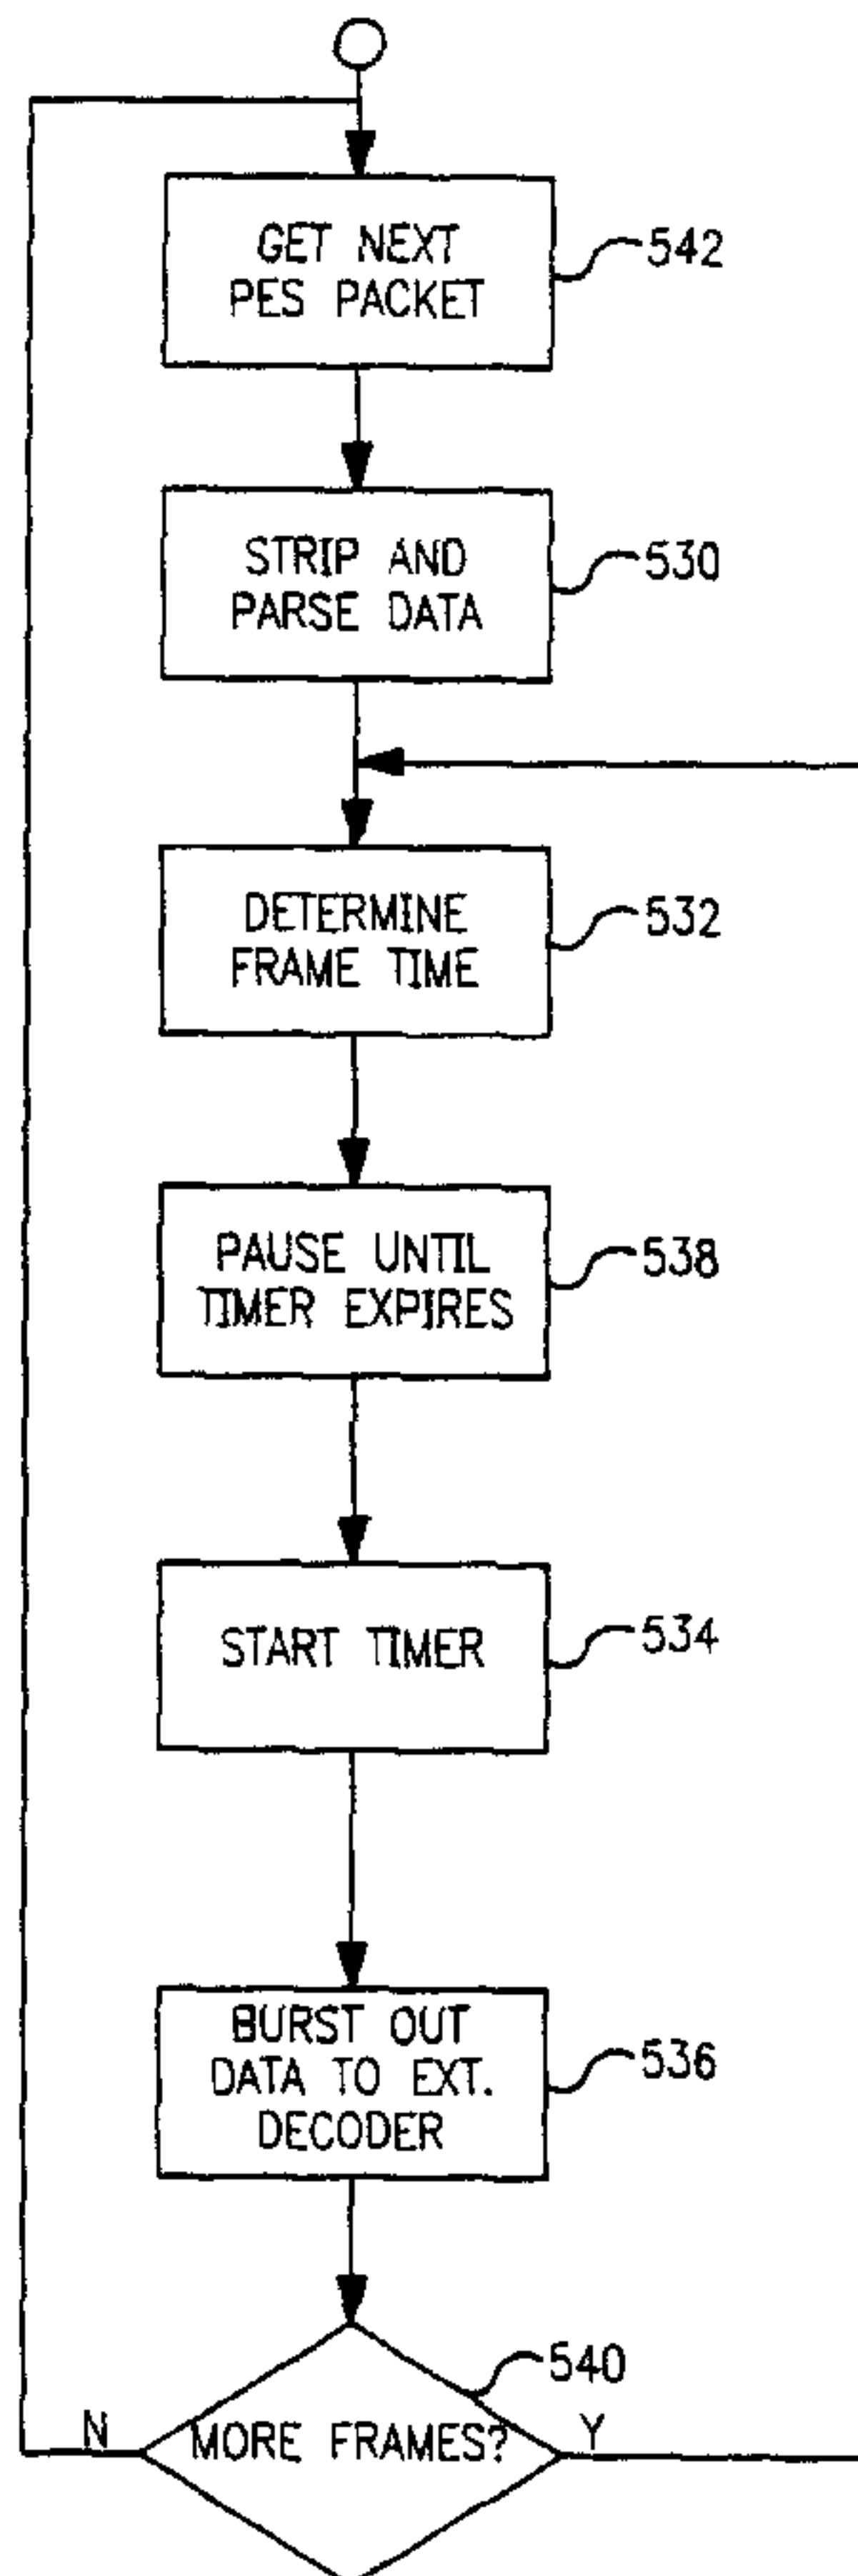 GET NEXT
PES PACKET
542
STRIP AND
PARSE DATA
530
DETERMINE
FRAME TIME
532
PAUSE UNTIL
TIMER EXPIRES
538
START TIMER
534
BURST OUT
DATA TO EXT.
DECODER
536
540
N
MORE FRAMES?
Y